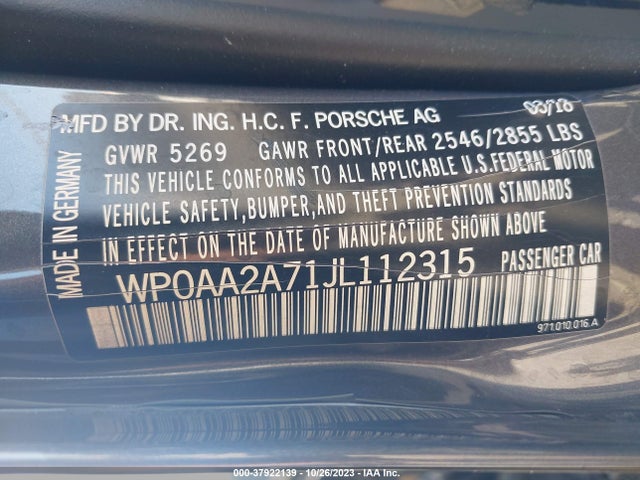 MFD BY DR. ING. H.C. F. PORSCHE AG 03/18
GVWR 5269 GAWR FRONT/REAR 2546/2855 LBS
THIS VEHICLE CONFORMS TO ALL APPLICABLE U.S.FEDERAL MOTOR
VEHICLE SAFETY,BUMPER,AND THEFT PREVENTION STANDARDS
IN EFFECT ON THE DATE OF MANUFACTURE SHOWN ABOVE
WP0AA2A71JL112315 PASSENGER CAR
971.010.016.A
MADE IN GERMANY
000-37922139 - 10/26/2023 - IAA Inc.